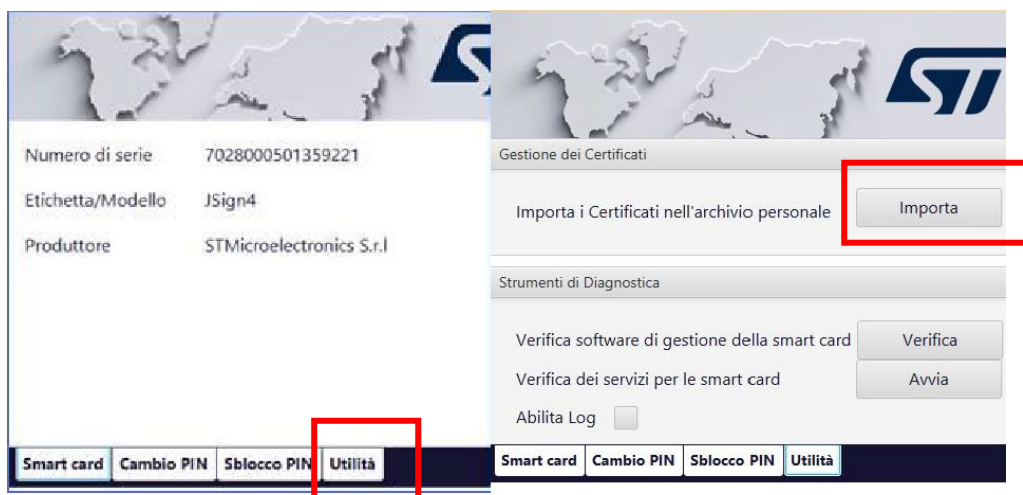 Numero di serie 7028000501359221
Etichetta/Modello JSign4
Produttore STMicroelectronics S.r.l
Smart card Cambio PIN Sblocco PIN Utilità
ST
Gestione dei Certificati
Importa i Certificati nell'archivio personale Importa
Strumenti di Diagnostica
Verifica software di gestione della smart card Verifica
Verifica dei servizi per le smart card Avvia
Abilita Log
Smart card Cambio PIN Sblocco PIN Utilità